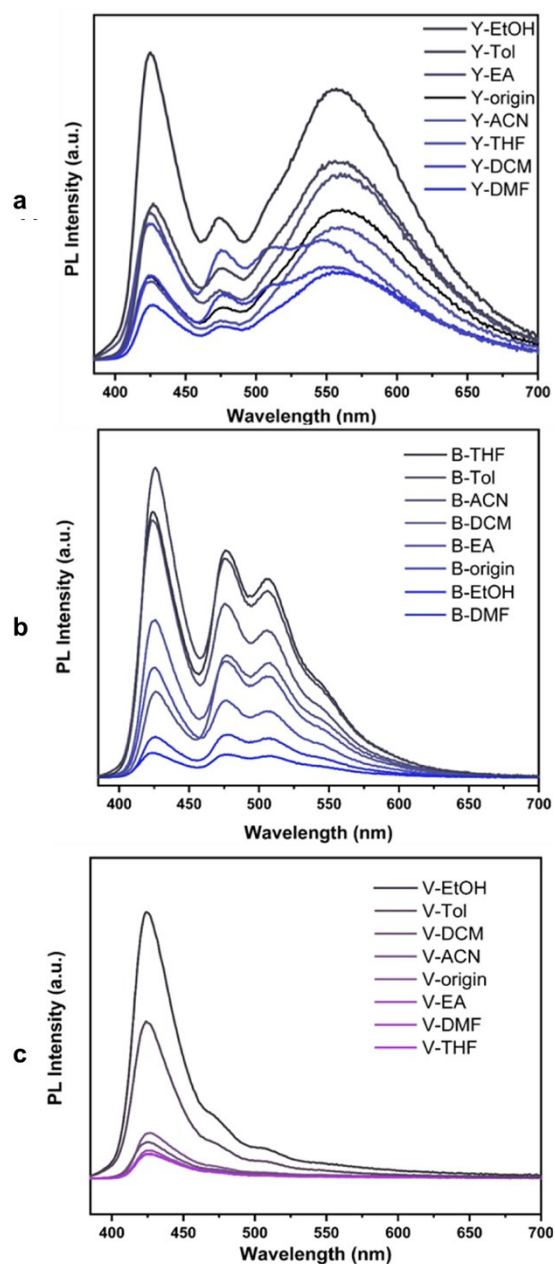 a
PL Intensity (a.u.)
Y-EtOH
Y-Tol
Y-EA
Y-origin
Y-ACN
Y-THF
Y-DCM
Y-DMF
400 450 500 550 600 650 700
Wavelength (nm)
b
PL Intensity (a.u.)
B-THF
B-Tol
B-ACN
B-DCM
B-EA
B-origin
B-EtOH
B-DMF
400 450 500 550 600 650 700
Wavelength (nm)
c
PL Intensity (a.u.)
V-EtOH
V-Tol
V-DCM
V-ACN
V-origin
V-EA
V-DMF
V-THF
400 450 500 550 600 650 700
Wavelength (nm)